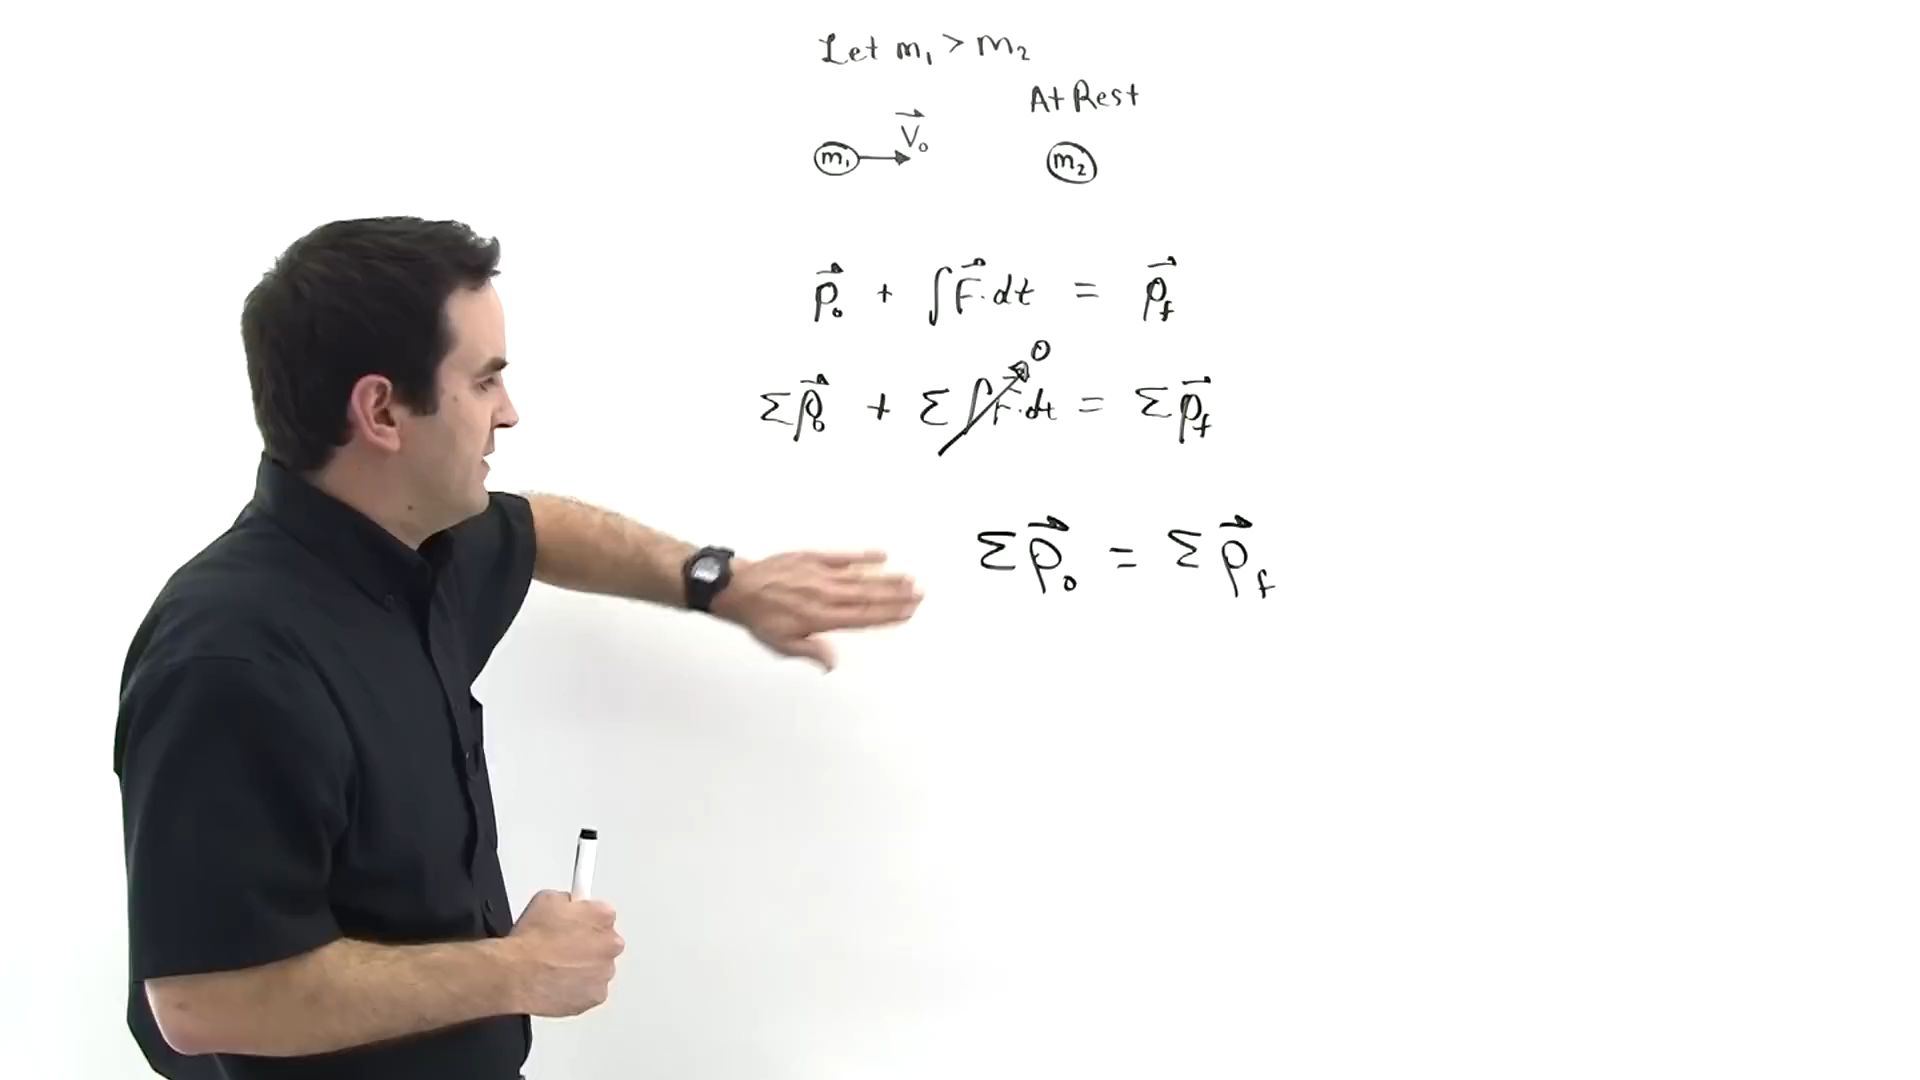 Let m₁ > m₂
At Rest
V⃗₀
m₁ m₂
p⃗₀ + ∫F⃗·dt = p⃗f
Σp⃗₀ + Σ∫F·dt = Σp⃗f
0
Σp⃗₀ = Σp⃗f